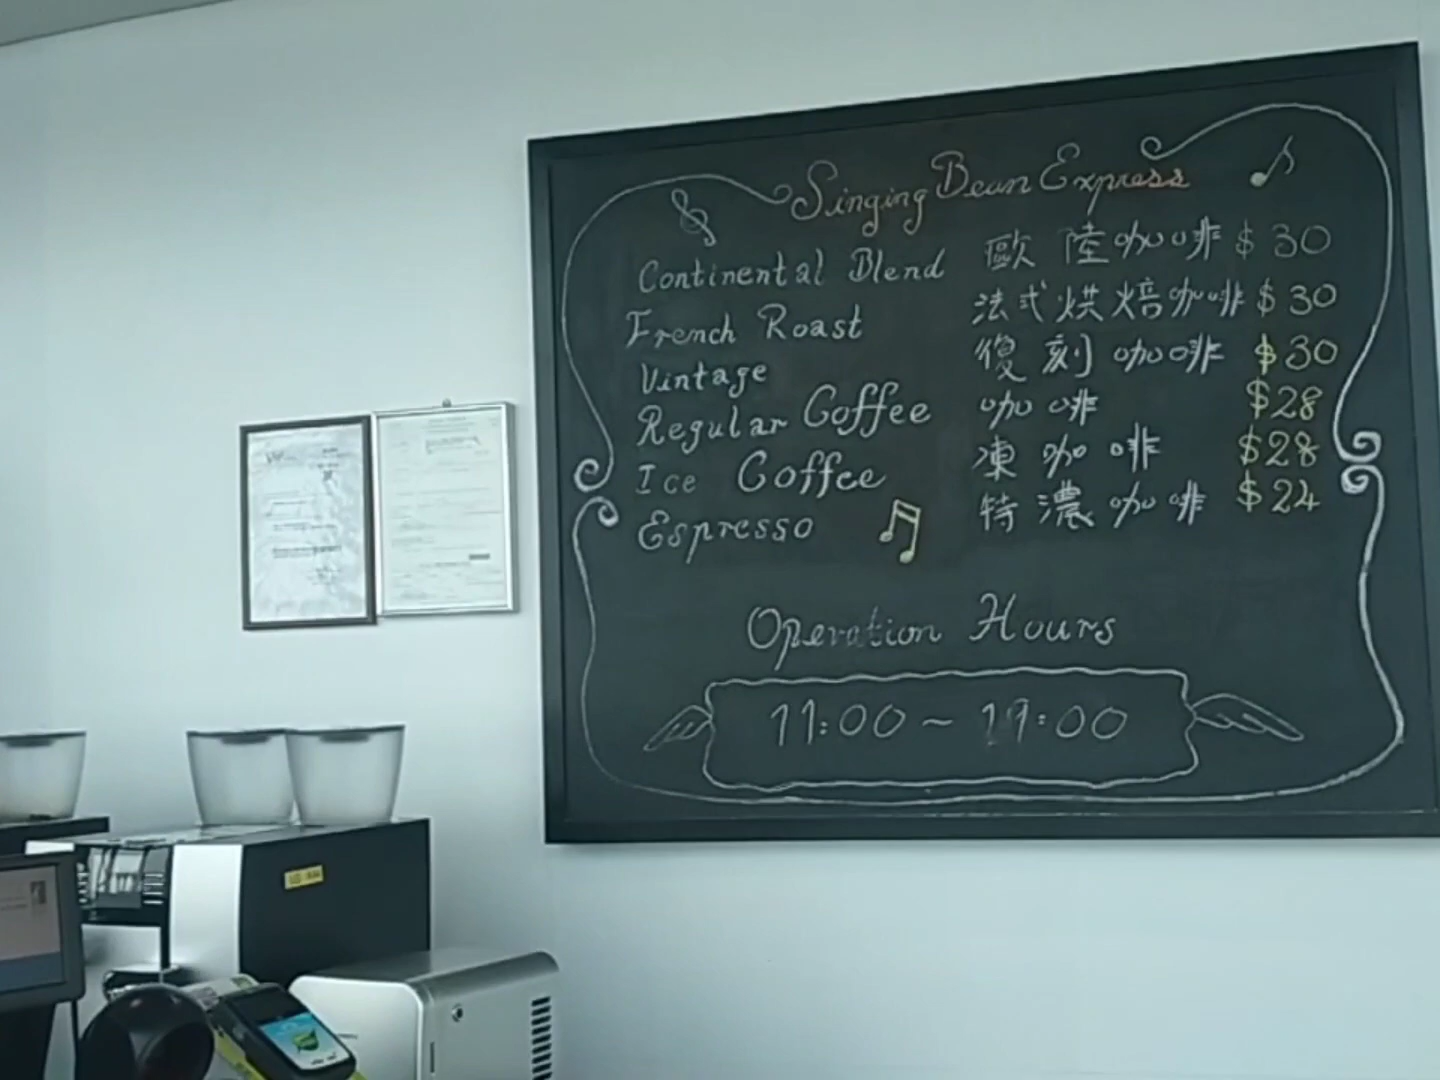 Singing Bean Express
Continental Blend 歐陸咖啡 $30
French Roast 法式烘焙咖啡 $30
Vintage 復刻咖啡 $30
Regular Coffee 咖啡 $28
Ice Coffee 凍咖啡 $28
Espresso 特濃咖啡 $24
Operation Hours
11:00~19:00